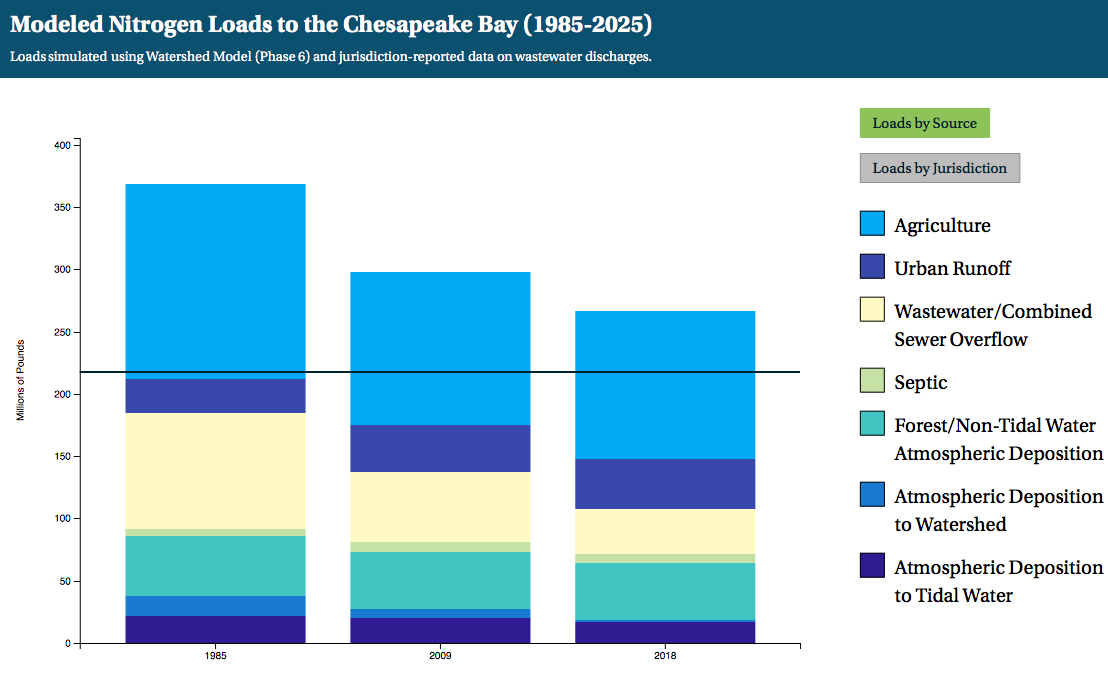 Modeled Nitrogen Loads to the Chesapeake Bay (1985-2025)
Loads simulated using Watershed Model (Phase 6) and jurisdiction-reported data on wastewater discharges.
Loads by Source
Loads by Jurisdiction
Agriculture
Urban Runoff
Wastewater/Combined
Sewer Overflow
Septic
Forest/Non-Tidal Water
Atmospheric Deposition
Atmospheric Deposition
to Watershed
Atmospheric Deposition
to Tidal Water
Millions of Pounds
400
350
300
250
200
150
100
50
0
1985
2009
2018